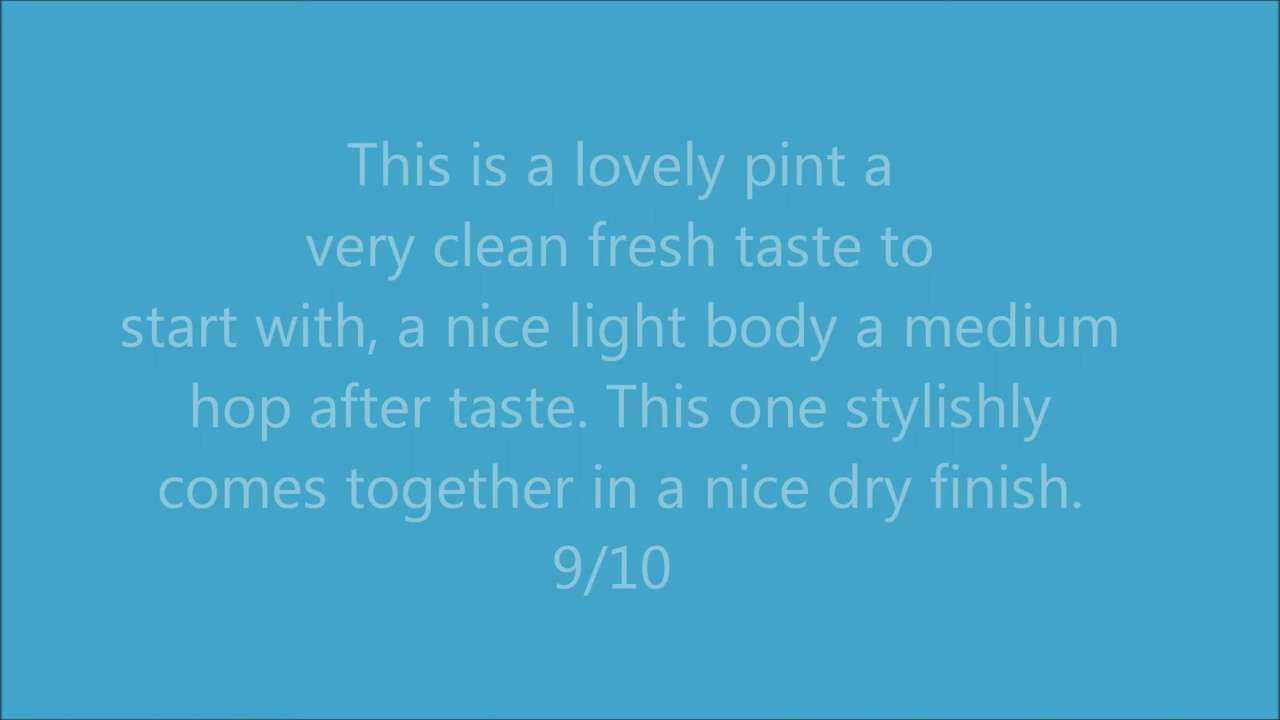 This is a lovely pint a
very clean fresh taste to
start with, a nice light body a medium
hop after taste. This one stylishly
comes together in a nice dry finish.
9/10